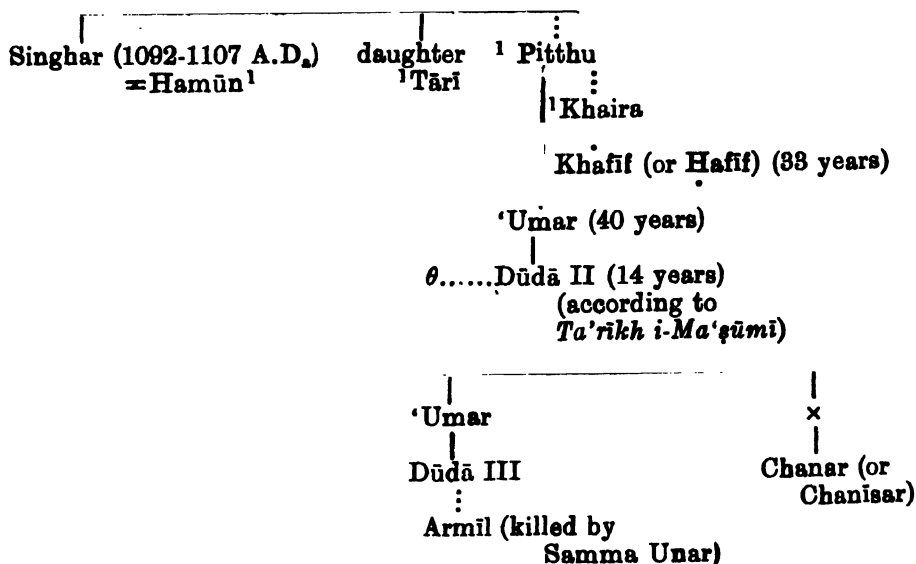 Singhar (1092-1107 A.D.) daughter ¹ Pitthu
=Hamūn¹ ¹Tārī
¹Khaira
Khafīf (or Ḥafīf) (33 years)
‘Umar (40 years)
θ......Dūdā II (14 years)
(according to
Ta’rīkh i-Ma‘ṣūmī)
‘Umar ×
Dūdā III Chanar (or
Chanīsar)
Armīl (killed by
Samma Unar)